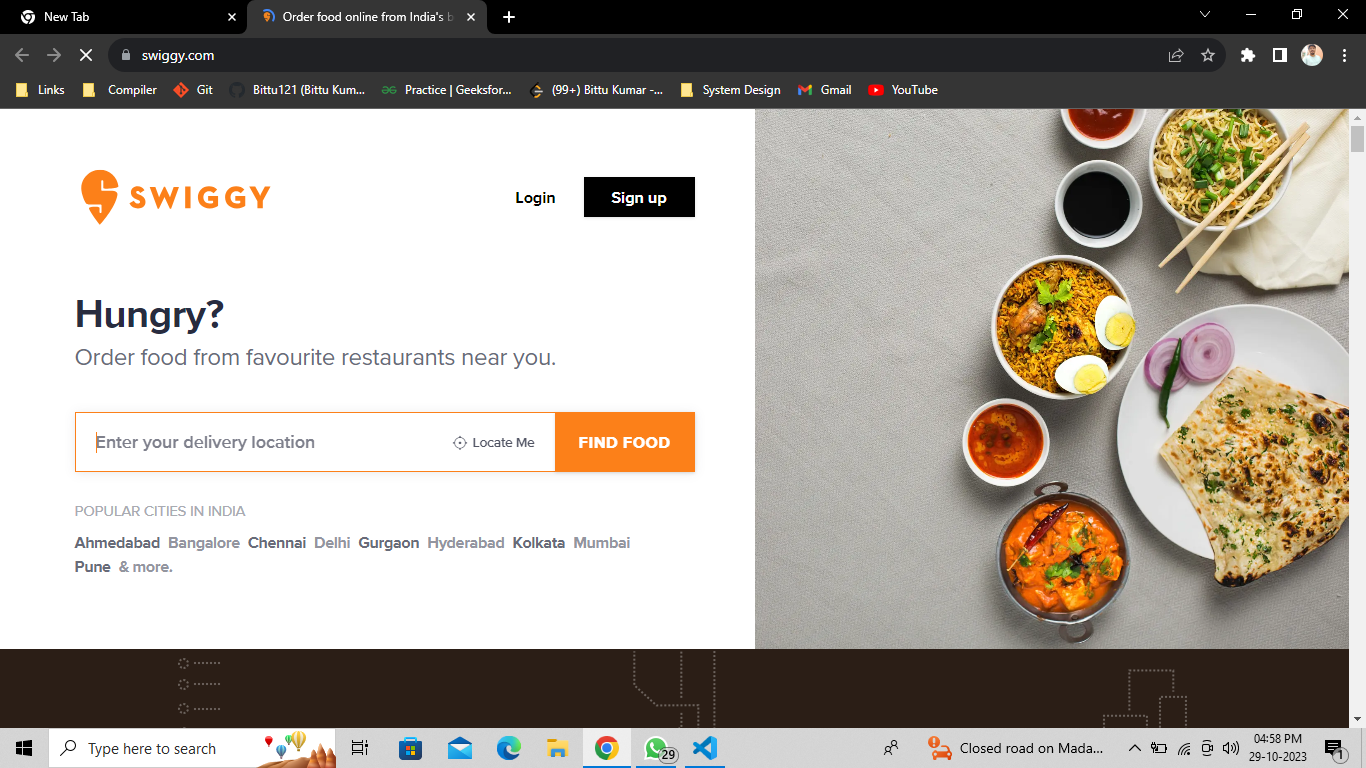 New Tab
Order food online from India's b
swiggy.com
Links Compiler Git Bittu121 (Bittu Kum... Practice | Geeksfor... (99+) Bittu Kumar -... System Design Gmail YouTube
SWIGGY
Login Sign up
Hungry?
Order food from favourite restaurants near you.
Enter your delivery location Locate Me FIND FOOD
POPULAR CITIES IN INDIA
Ahmedabad Bangalore Chennai Delhi Gurgaon Hyderabad Kolkata Mumbai
Pune & more.
Type here to search
29
Closed road on Mada...
04:58 PM
29-10-2023
1